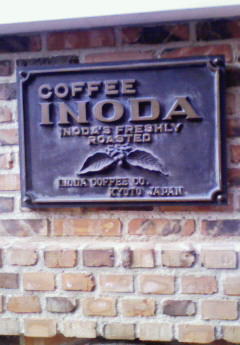 COFFEE
INODA
INODA'S FRESHLY
ROASTED
INODA COFFEE CO.
KYOTO JAPAN